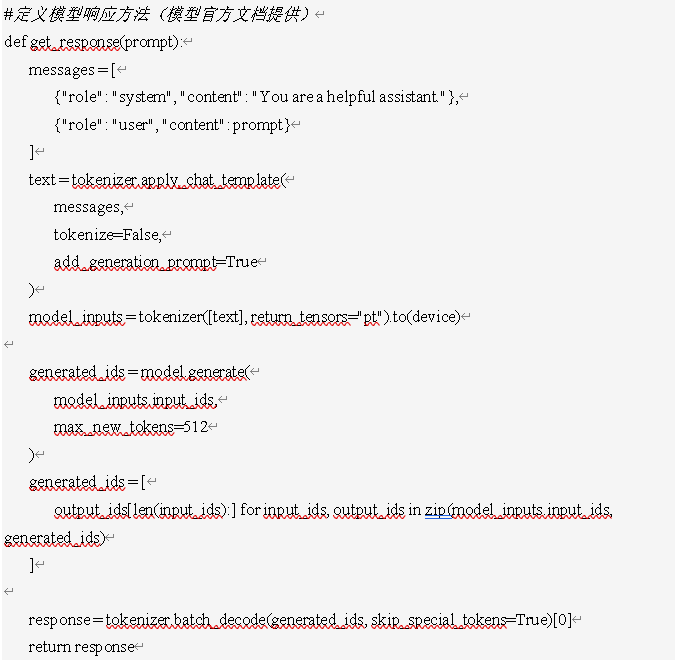 #定义模型响应方法（模型官方文档提供）
def get_response(prompt):
    messages = [
        {"role": "system", "content": "You are a helpful assistant."},
        {"role": "user", "content": prompt}
    ]
    text = tokenizer.apply_chat_template(
        messages,
        tokenize=False,
        add_generation_prompt=True
    )
    model_inputs = tokenizer([text], return_tensors="pt").to(device)

    generated_ids = model.generate(
        model_inputs.input_ids,
        max_new_tokens=512
    )
    generated_ids = [
        output_ids[len(input_ids):] for input_ids, output_ids in zip(model_inputs.input_ids,
generated_ids)
    ]

    response = tokenizer.batch_decode(generated_ids, skip_special_tokens=True)[0]
    return response